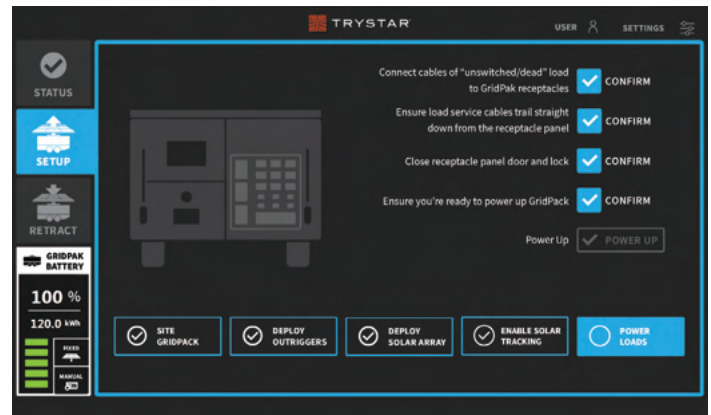 TRYSTAR
USER
SETTINGS
STATUS
SETUP
RETRACT
GRIDPAK
BATTERY
100 %
120.0 kWh
FIXED
MANUAL
Connect cables of "unswitched/dead" load
to GridPak receptacles
CONFIRM
Ensure load service cables trail straight
down from the receptacle panel
CONFIRM
Close receptacle panel door and lock
CONFIRM
Ensure you're ready to power up GridPack
CONFIRM
Power Up
POWER UP
SITE
GRIDPACK
DEPLOY
OUTRIGGERS
DEPLOY
SOLAR ARRAY
ENABLE SOLAR
TRACKING
POWER
LOADS